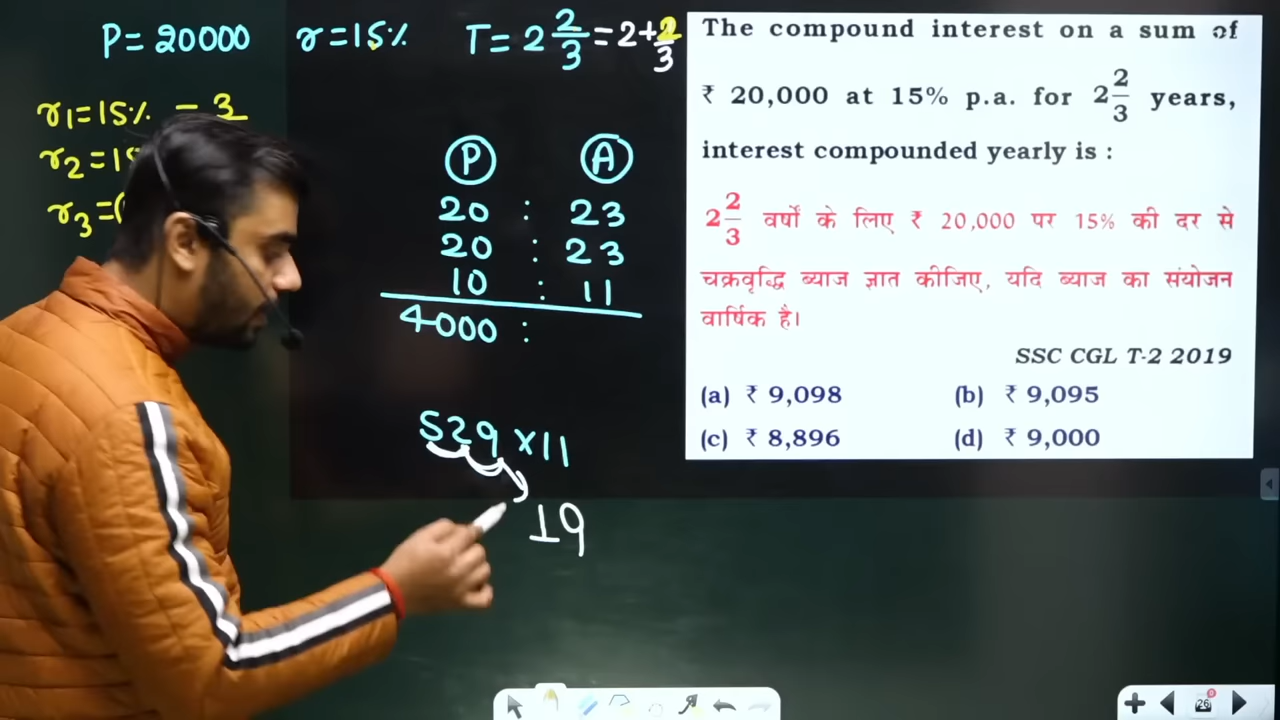 P = 20000 r = 15% T = 2 2/3 = 2 + 2/3
r1 = 15% - 3
r2 = 15
r3 = (
P A
20 : 23
20 : 23
10 : 11
4000 :
529 × 11
19
The compound interest on a sum of
₹ 20,000 at 15% p.a. for 2 2/3 years,
interest compounded yearly is :
2 2/3 वर्षों के लिए ₹ 20,000 पर 15% की दर से
चक्रवृद्धि ब्याज ज्ञात कीजिए, यदि ब्याज का संयोजन
वार्षिक है।
SSC CGL T-2 2019
(a) ₹ 9,098 (b) ₹ 9,095
(c) ₹ 8,896 (d) ₹ 9,000
26